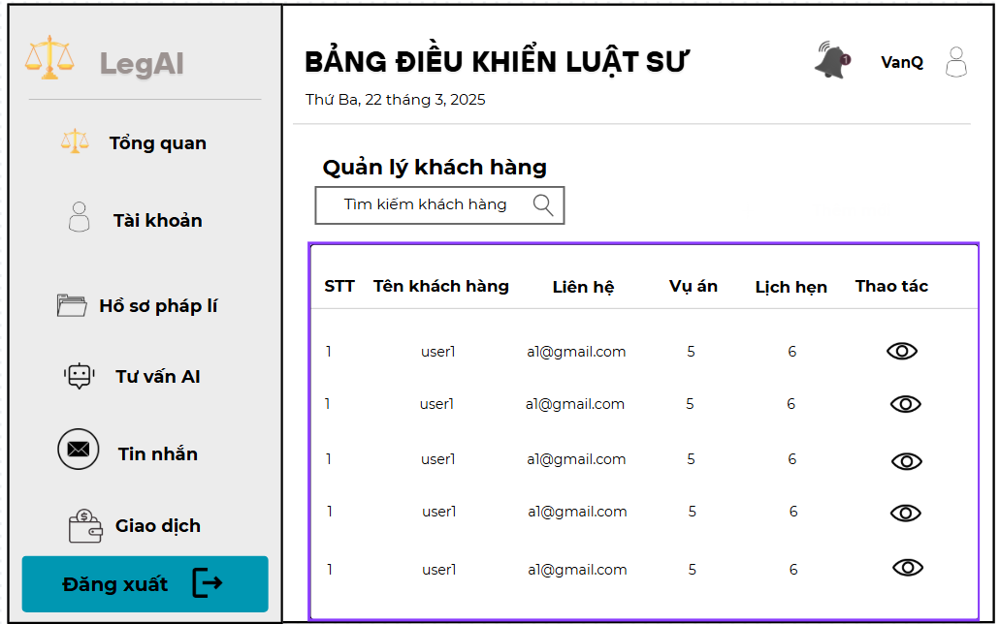 LegAI
Tổng quan
Tài khoản
Hồ sơ pháp lí
Tư vấn AI
Tin nhắn
Giao dịch
Đăng xuất
BẢNG ĐIỀU KHIỂN LUẬT SƯ
1
VanQ
Thứ Ba, 22 tháng 3, 2025
Quản lý khách hàng
Tìm kiếm khách hàng
STT Tên khách hàng Liên hệ Vụ án Lịch hẹn Thao tác
1 user1 a1@gmail.com 5 6
1 user1 a1@gmail.com 5 6
1 user1 a1@gmail.com 5 6
1 user1 a1@gmail.com 5 6
1 user1 a1@gmail.com 5 6